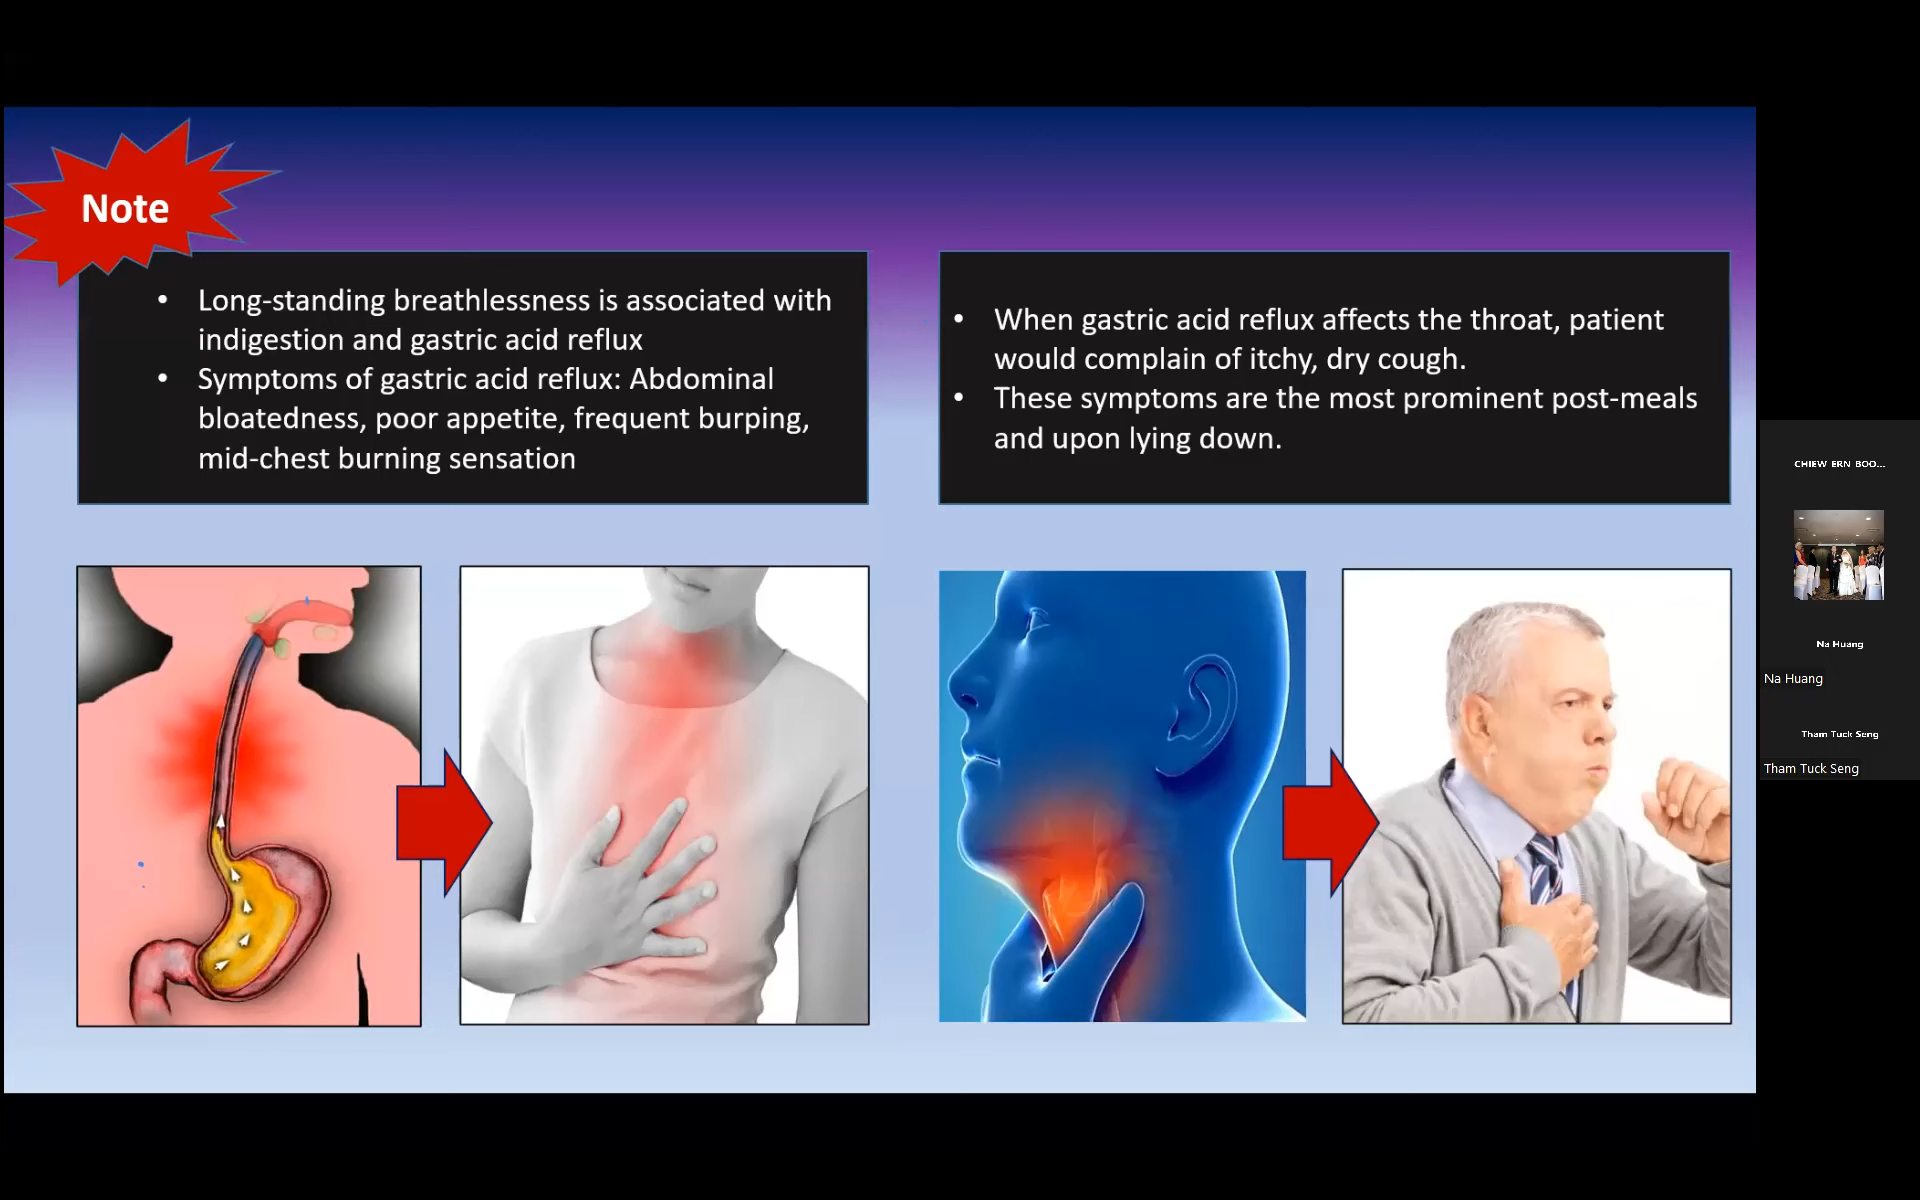 Note
• Long-standing breathlessness is associated with
indigestion and gastric acid reflux
• Symptoms of gastric acid reflux: Abdominal
bloatedness, poor appetite, frequent burping,
mid-chest burning sensation
• When gastric acid reflux affects the throat, patient
would complain of itchy, dry cough.
• These symptoms are the most prominent post-meals
and upon lying down.
CHIEW ERN BOO...
Na Huang
Na Huang
Tham Tuck Seng
Tham Tuck Seng